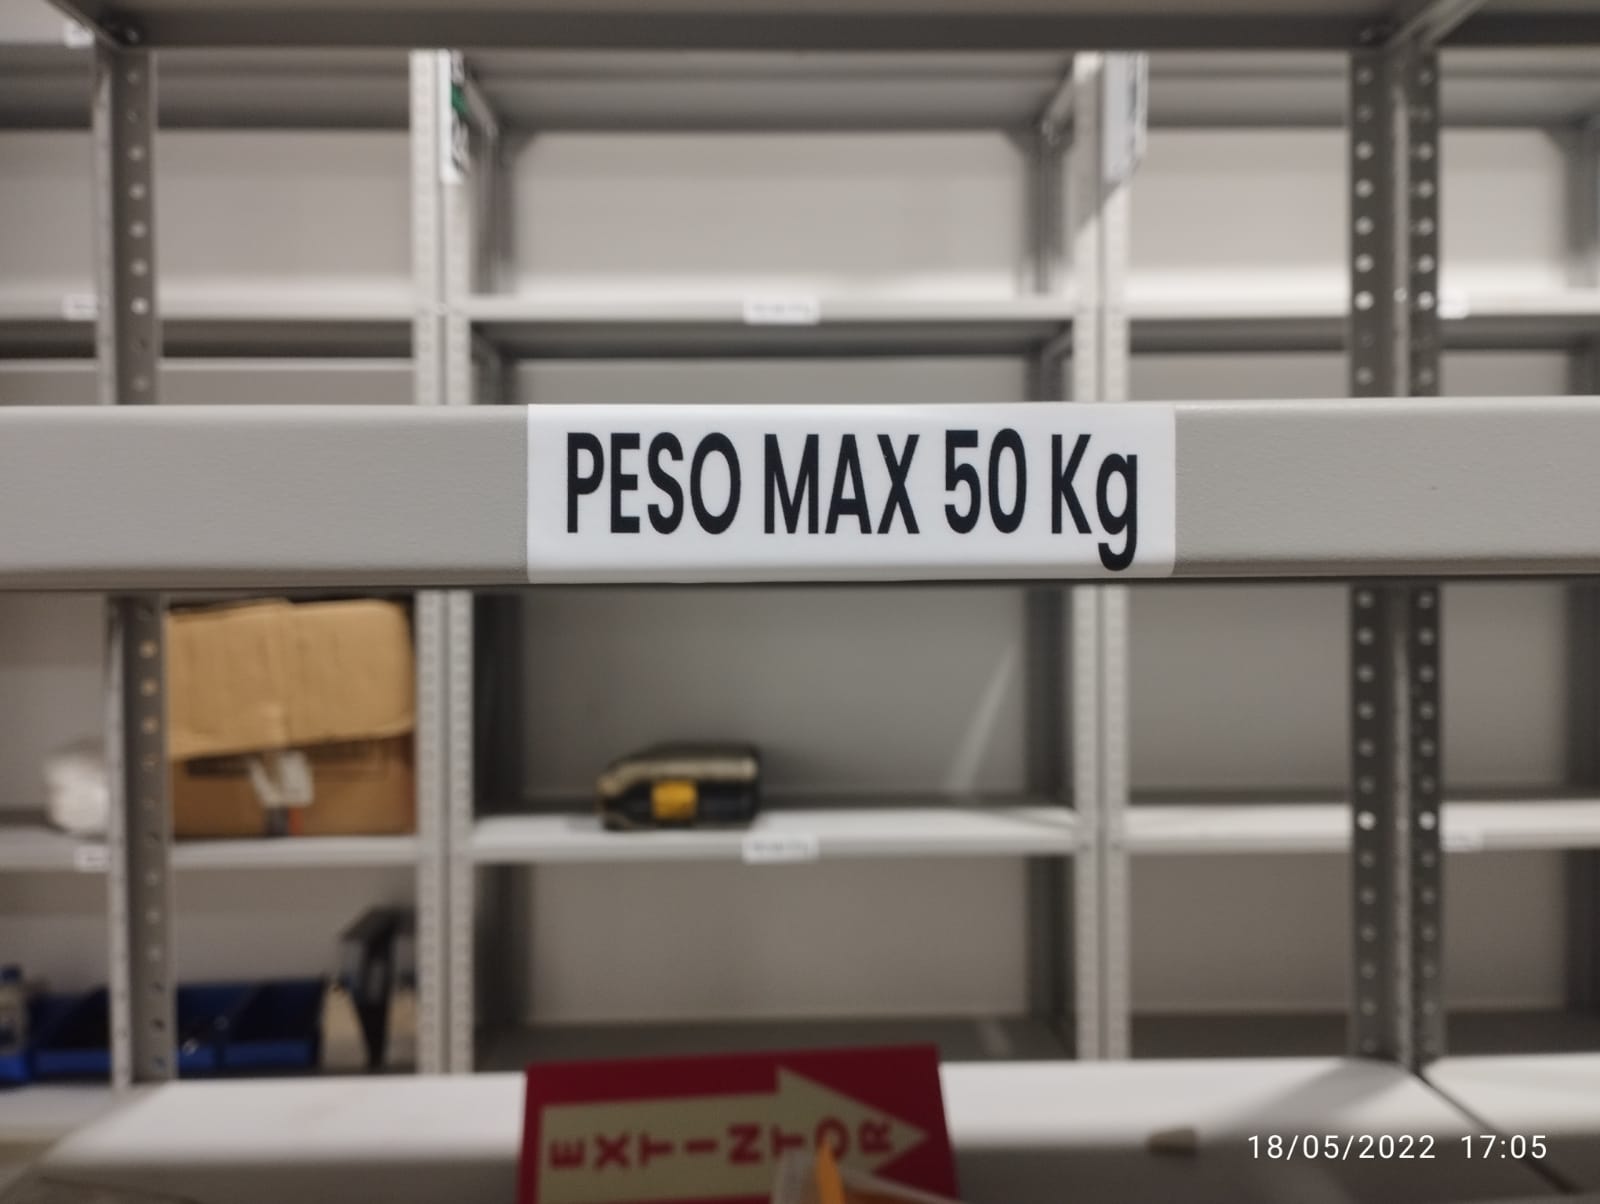 PESO MAX 50 Kg
EXTINTOR
18/05/2022 17:05